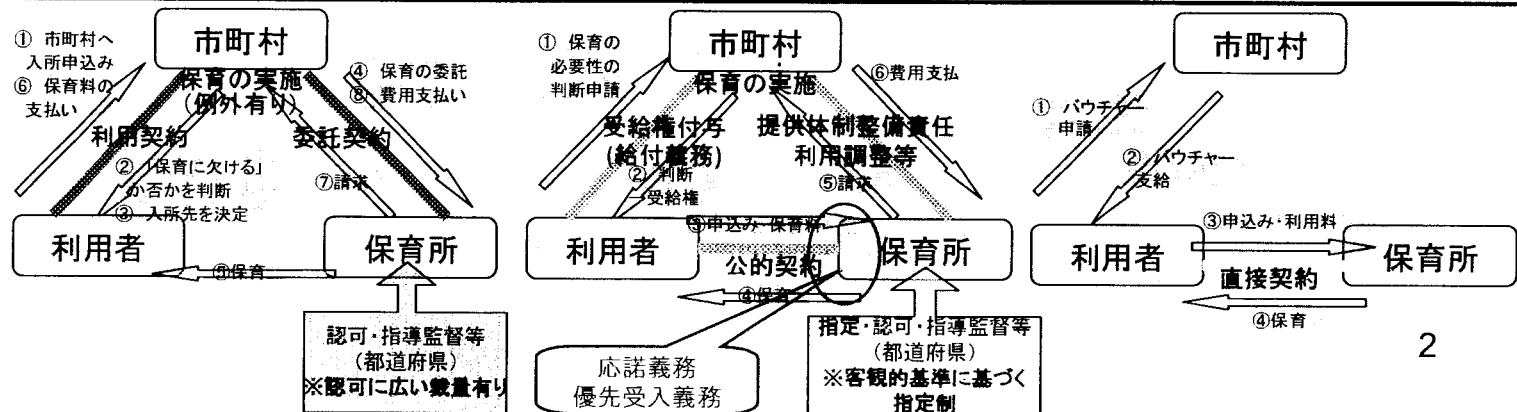 市町村
① 市町村へ
入所申込み
⑥ 保育料の
支払い
保育の実施
(例外有り)
④ 保育の委託
⑧ 費用支払い
利用契約
委託契約
②「保育に欠ける」
か否かを判断
③ 入所先を決定
⑦請求
利用者
保育所
⑤保育
認可・指導監督等
(都道府県)
※認可に広い裁量有り
市町村
① 保育の
必要性の
判断申請
保育の実施
⑥費用支払
受給権付与
(給付義務)
提供体制整備責任
利用調整等
② 判断
→受給権
⑤請求
利用者
保育所
③申込み・保育料
公的契約
④保育
応諾義務
優先受入義務
指定・認可・指導監督等
(都道府県)
※客観的基準に基づく
指定制
市町村
① バウチャー
申請
② バウチャー
支給
利用者
保育所
③申込み・利用料
直接契約
④保育
2